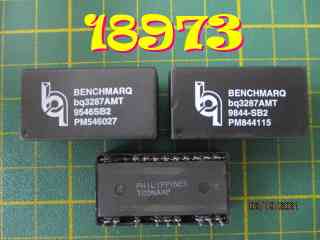 18973
BENCHMARQ
bq3287AMT
9546SB2
PM546027
BENCHMARQ
bq3287AMT
9844-SB2
PM844115
PHILIPPINES